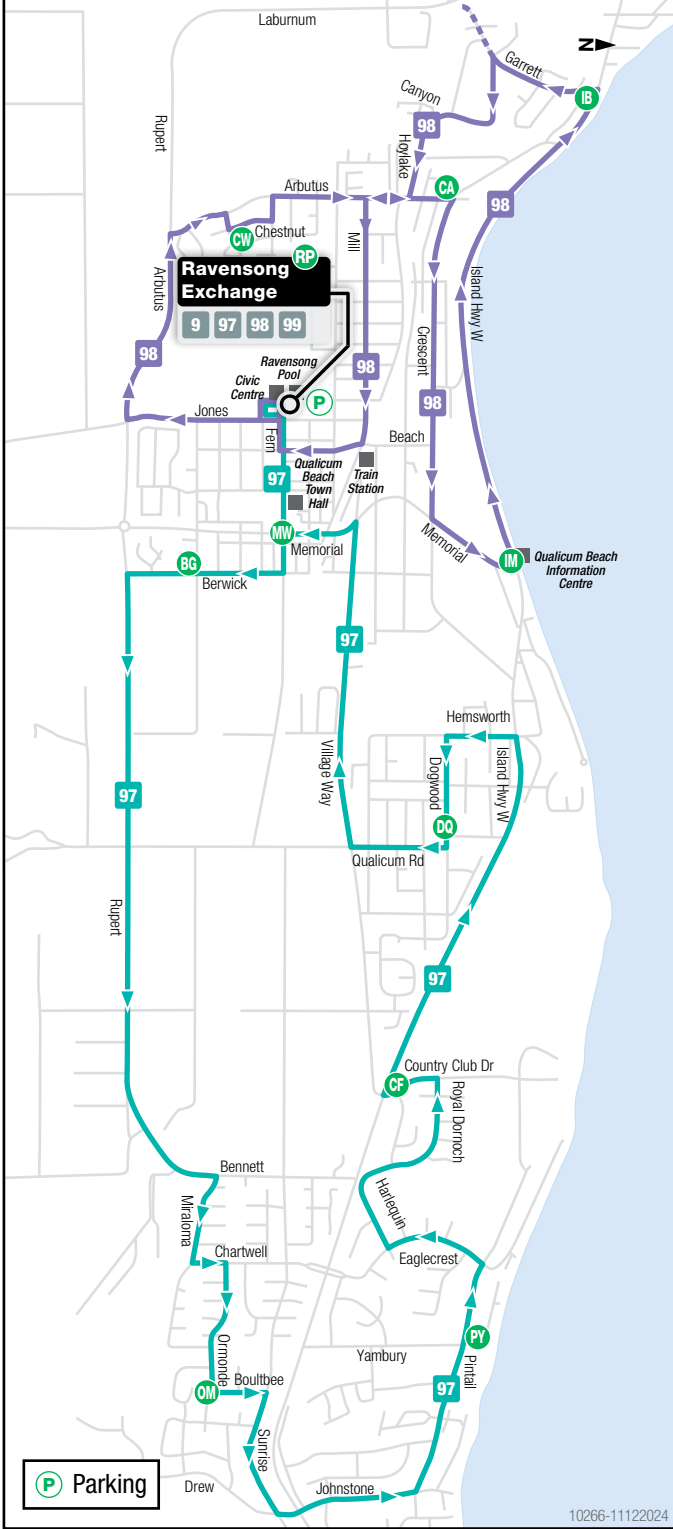 Laburnum
N
Garrett
IB
Canyon
98
Rupert
Hoylake
CA
Arbutus
98
CW
Chestnut
RP
Mill
Island Hwy W
Arbutus
Ravensong
Exchange
9 97 98 99
Crescent
98
Ravensong
Pool
98
Civic
Centre
P
98
Jones
Fern
Beach
97
Qualicum
Beach
Town
Hall
Train
Station
MW
Memorial
Memorial
IM
Qualicum Beach
Information
Centre
BG
Berwick
97
Hemsworth
Village Way
Dogwood
Island Hwy W
97
DQ
Qualicum Rd
Rupert
97
Country Club Dr
CF
Royal Dornoch
Bennett
Harlequin
Miraloma
Chartwell
Eaglecrest
PY
Yambury
Pintail
Ormonde
OM
Boultbee
97
Sunrise
P Parking
Drew
Johnstone
10266-11122024